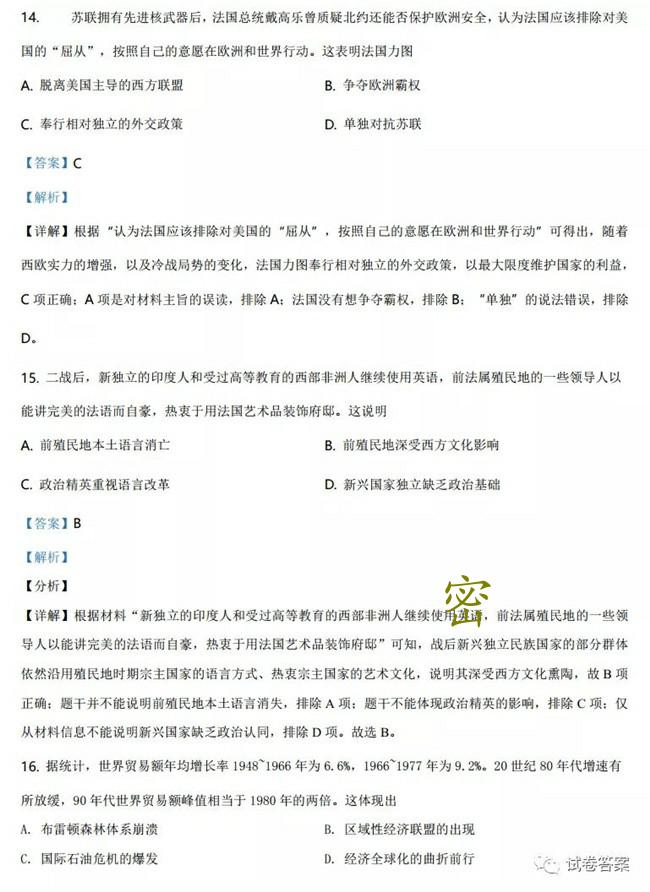 14. 苏联拥有先进核武器后，法国总统戴高乐曾质疑北约还能否保护欧洲安全，认为法国应该排除对美
国的“屈从”，按照自己的意愿在欧洲和世界行动。这表明法国力图
A. 脱离美国主导的西方联盟 B. 争夺欧洲霸权
C. 奉行相对独立的外交政策 D. 单独对抗苏联
【答案】C
【解析】
【详解】根据“认为法国应该排除对美国的“屈从”，按照自己的意愿在欧洲和世界行动”可得出，随着
西欧实力的增强，以及冷战局势的变化，法国力图奉行相对独立的外交政策，以最大限度维护国家的利益，
C 项正确；A 项是对材料主旨的误读，排除 A；法国没有想争夺霸权，排除 B；“单独”的说法错误，排除
D。
15. 二战后，新独立的印度人和受过高等教育的西部非洲人继续使用英语，前法属殖民地的一些领导人以
能讲完美的法语而自豪，热衷于用法国艺术品装饰府邸。这说明
A. 前殖民地本土语言消亡 B. 前殖民地深受西方文化影响
C. 政治精英重视语言改革 D. 新兴国家独立缺乏政治基础
【答案】B
【解析】
【分析】
密
【详解】根据材料“新独立的印度人和受过高等教育的西部非洲人继续使用英语，前法属殖民地的一些领
导人以能讲完美的法语而自豪，热衷于用法国艺术品装饰府邸”可知，战后新兴独立民族国家的部分群体
依然沿用殖民地时期宗主国家的语言方式、热衷宗主国家的艺术文化，说明其深受西方文化熏陶，故 B 项
正确；题干并不能说明前殖民地本土语言消失，排除 A 项；题干不能体现政治精英的影响，排除 C 项；仅
从材料信息不能说明新兴国家缺乏政治认同，排除 D 项。故选 B。
16. 据统计，世界贸易额年均增长率 1948~1966 年为 6.6%，1966~1977 年为 9.2%。20 世纪 80 年代增速有
所放缓，90 年代世界贸易额峰值相当于 1980 年的两倍。这体现出
A. 布雷顿森林体系崩溃 B. 区域性经济联盟的出现
C. 国际石油危机的爆发 D. 经济全球化的曲折前行
试卷答案